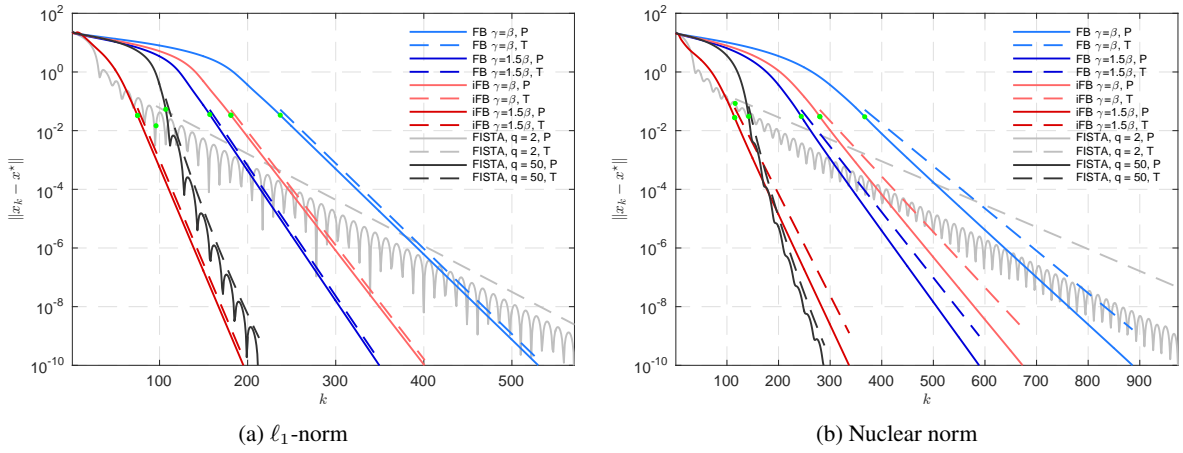 10^2
10^0
10^-2
10^-4
10^-6
10^-8
10^-10
‖x_k − x^⋆‖
100 200 300 400 500
k
FB γ=β, P
FB γ=β, T
FB γ=1.5β, P
FB γ=1.5β, T
iFB γ=β, P
iFB γ=β, T
iFB γ=1.5β, P
iFB γ=1.5β, T
FISTA, q = 2, P
FISTA, q = 2, T
FISTA, q = 50, P
FISTA, q = 50, T
(a) ℓ_1-norm
10^2
10^0
10^-2
10^-4
10^-6
10^-8
10^-10
‖x_k − x^⋆‖
100 200 300 400 500 600 700 800 900
k
FB γ=β, P
FB γ=β, T
FB γ=1.5β, P
FB γ=1.5β, T
iFB γ=β, P
iFB γ=β, T
iFB γ=1.5β, P
iFB γ=1.5β, T
FISTA, q = 2, P
FISTA, q = 2, T
FISTA, q = 50, P
FISTA, q = 50, T
(b) Nuclear norm